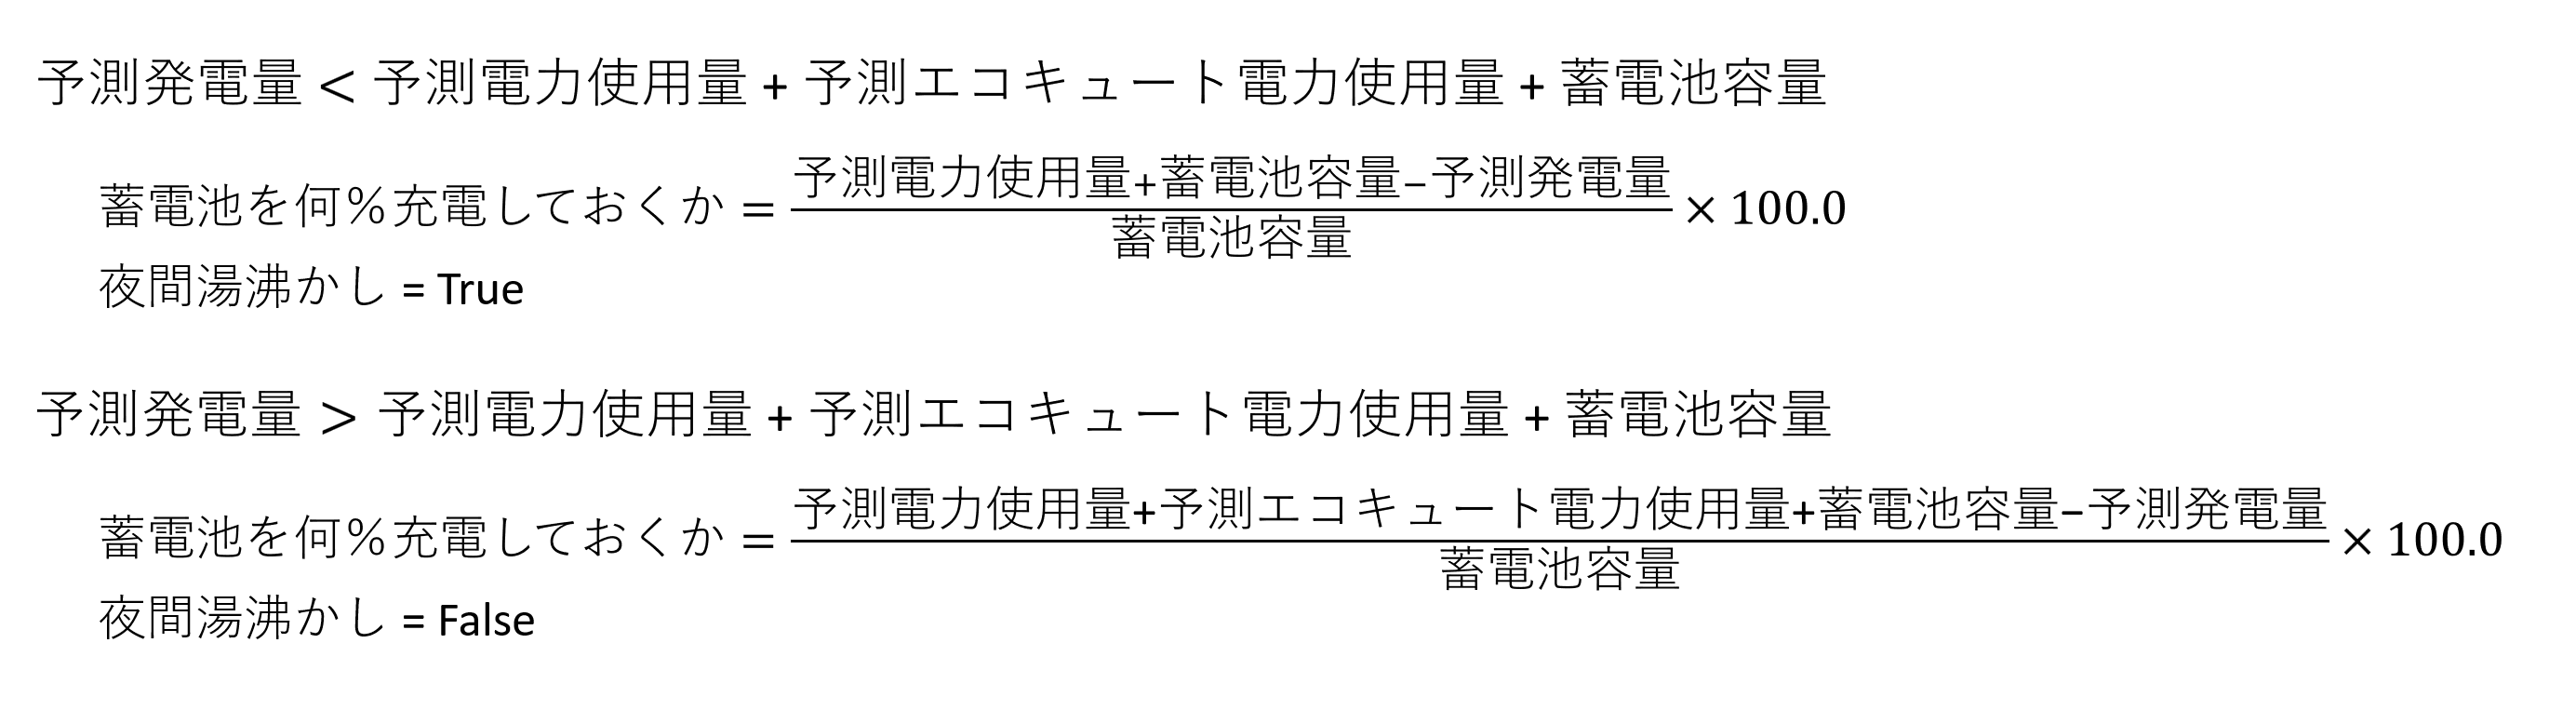 予測発電量 < 予測電力使用量 + 予測エコキュート電力使用量 + 蓄電池容量
蓄電池を何%充電しておくか = 予測電力使用量+蓄電池容量−予測発電量
蓄電池容量
× 100.0
夜間湯沸かし = True
予測発電量 > 予測電力使用量 + 予測エコキュート電力使用量 + 蓄電池容量
蓄電池を何%充電しておくか = 予測電力使用量+予測エコキュート電力使用量+蓄電池容量−予測発電量
蓄電池容量
× 100.0
夜間湯沸かし = False